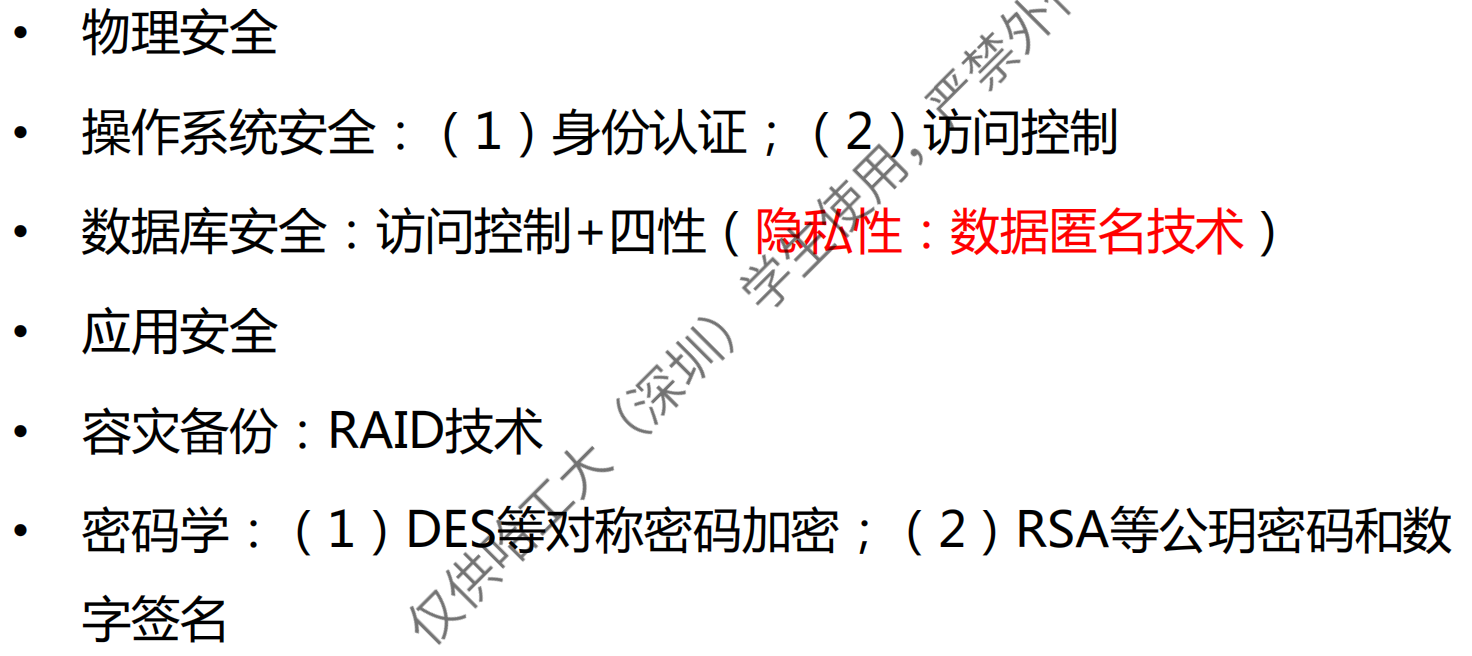 • 物理安全
• 操作系统安全：（1）身份认证；（2）访问控制
• 数据库安全：访问控制+四性（隐私性：数据匿名技术）
• 应用安全
• 容灾备份：RAID技术
• 密码学：（1）DES等对称密码加密；（2）RSA等公玥密码和数
字签名
仅供哈工大（深圳）学生使用，严禁外